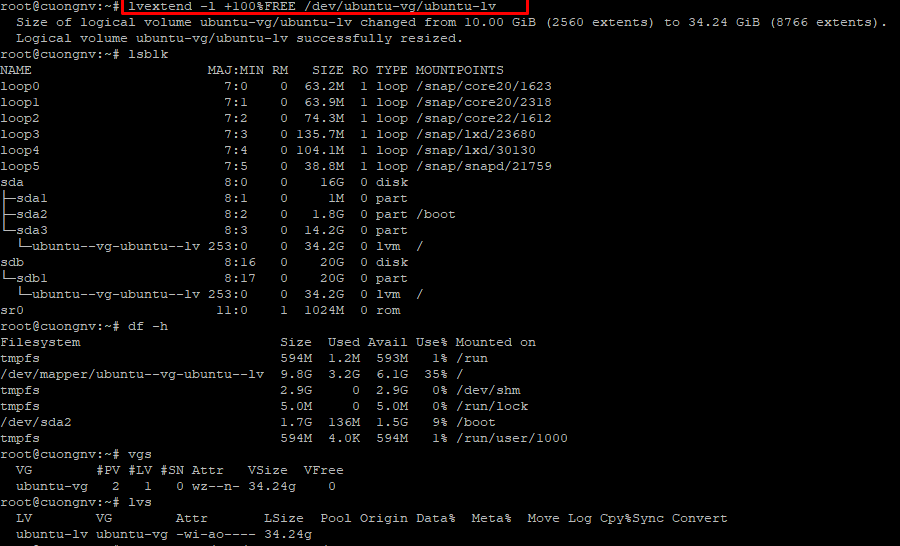 root@cuongnv:~# lvextend -l +100%FREE /dev/ubuntu-vg/ubuntu-lv
  Size of logical volume ubuntu-vg/ubuntu-lv changed from 10.00 GiB (2560 extents) to 34.24 GiB (8766 extents).
  Logical volume ubuntu-vg/ubuntu-lv successfully resized.
root@cuongnv:~# lsblk
NAME                      MAJ:MIN RM   SIZE RO TYPE MOUNTPOINTS
loop0                       7:0    0  63.2M  1 loop /snap/core20/1623
loop1                       7:1    0  63.9M  1 loop /snap/core20/2318
loop2                       7:2    0  74.3M  1 loop /snap/core22/1612
loop3                       7:3    0 135.7M  1 loop /snap/lxd/23680
loop4                       7:4    0 104.1M  1 loop /snap/lxd/30130
loop5                       7:5    0  38.8M  1 loop /snap/snapd/21759
sda                         8:0    0    16G  0 disk
├─sda1                      8:1    0     1M  0 part
├─sda2                      8:2    0   1.8G  0 part /boot
└─sda3                      8:3    0  14.2G  0 part
  └─ubuntu--vg-ubuntu--lv 253:0    0  34.2G  0 lvm  /
sdb                         8:16   0    20G  0 disk
└─sdb1                      8:17   0    20G  0 part
  └─ubuntu--vg-ubuntu--lv 253:0    0  34.2G  0 lvm  /
sr0                        11:0    1  1024M  0 rom
root@cuongnv:~# df -h
Filesystem                         Size  Used Avail Use% Mounted on
tmpfs                              594M  1.2M  593M   1% /run
/dev/mapper/ubuntu--vg-ubuntu--lv  9.8G  3.2G  6.1G  35% /
tmpfs                              2.9G     0  2.9G   0% /dev/shm
tmpfs                              5.0M     0  5.0M   0% /run/lock
/dev/sda2                          1.7G  136M  1.5G   9% /boot
tmpfs                              594M  4.0K  594M   1% /run/user/1000
root@cuongnv:~# vgs
  VG        #PV #LV #SN Attr   VSize  VFree
  ubuntu-vg   2   1   0 wz--n- 34.24g    0
root@cuongnv:~# lvs
  LV        VG        Attr       LSize  Pool Origin Data%  Meta%  Move Log Cpy%Sync Convert
  ubuntu-lv ubuntu-vg -wi-ao---- 34.24g